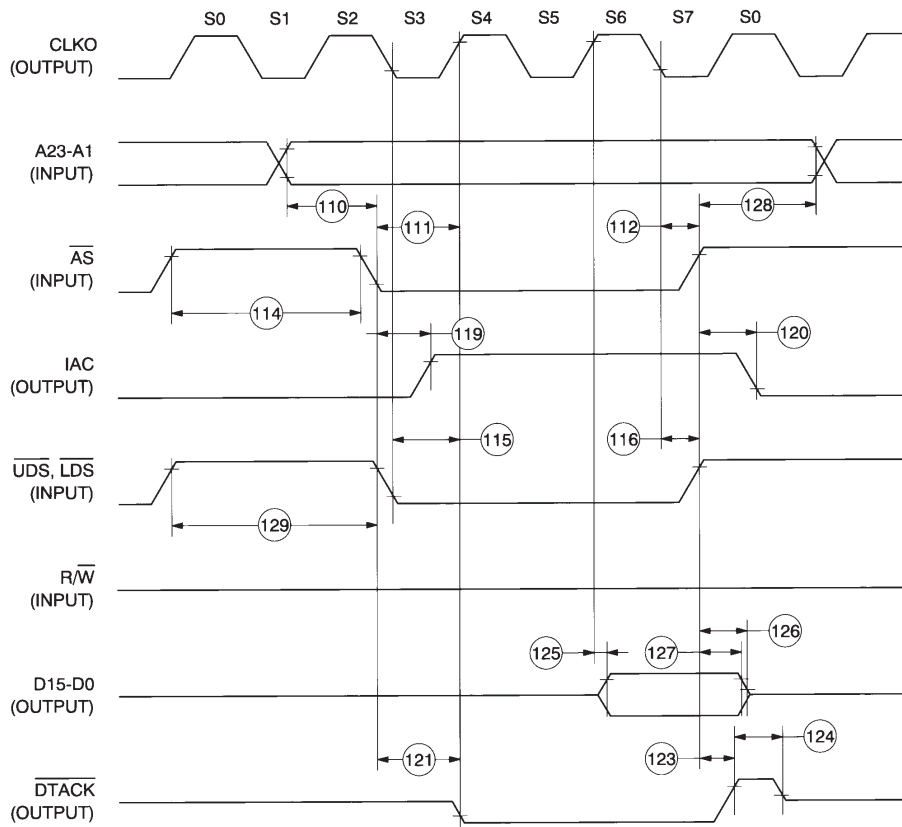 S0 S1 S2 S3 S4 S5 S6 S7 S0
CLKO
(OUTPUT)
A23-A1
(INPUT)
110
111
112
128
AS
(INPUT)
114
119
120
IAC
(OUTPUT)
115
116
UDS, LDS
(INPUT)
129
R/W
(INPUT)
126
125
127
D15-D0
(OUTPUT)
124
121
123
DTACK
(OUTPUT)